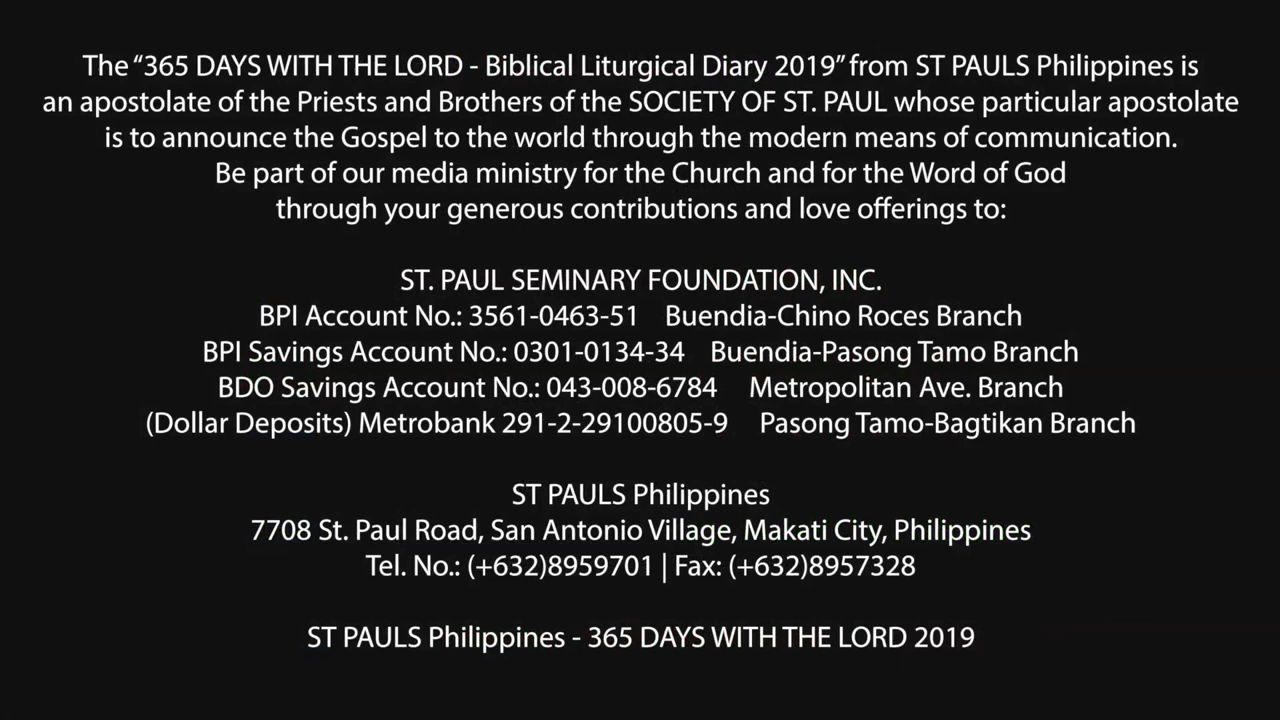 The “365 DAYS WITH THE LORD - Biblical Liturgical Diary 2019” from ST PAULS Philippines is
an apostolate of the Priests and Brothers of the SOCIETY OF ST. PAUL whose particular apostolate
is to announce the Gospel to the world through the modern means of communication.
Be part of our media ministry for the Church and for the Word of God
through your generous contributions and love offerings to:
ST. PAUL SEMINARY FOUNDATION, INC.
BPI Account No.: 3561-0463-51 Buendia-Chino Roces Branch
BPI Savings Account No.: 0301-0134-34 Buendia-Pasong Tamo Branch
BDO Savings Account No.: 043-008-6784 Metropolitan Ave. Branch
(Dollar Deposits) Metrobank 291-2-29100805-9 Pasong Tamo-Bagtikan Branch
ST PAULS Philippines
7708 St. Paul Road, San Antonio Village, Makati City, Philippines
Tel. No.: (+632)8959701 | Fax: (+632)8957328
ST PAULS Philippines - 365 DAYS WITH THE LORD 2019